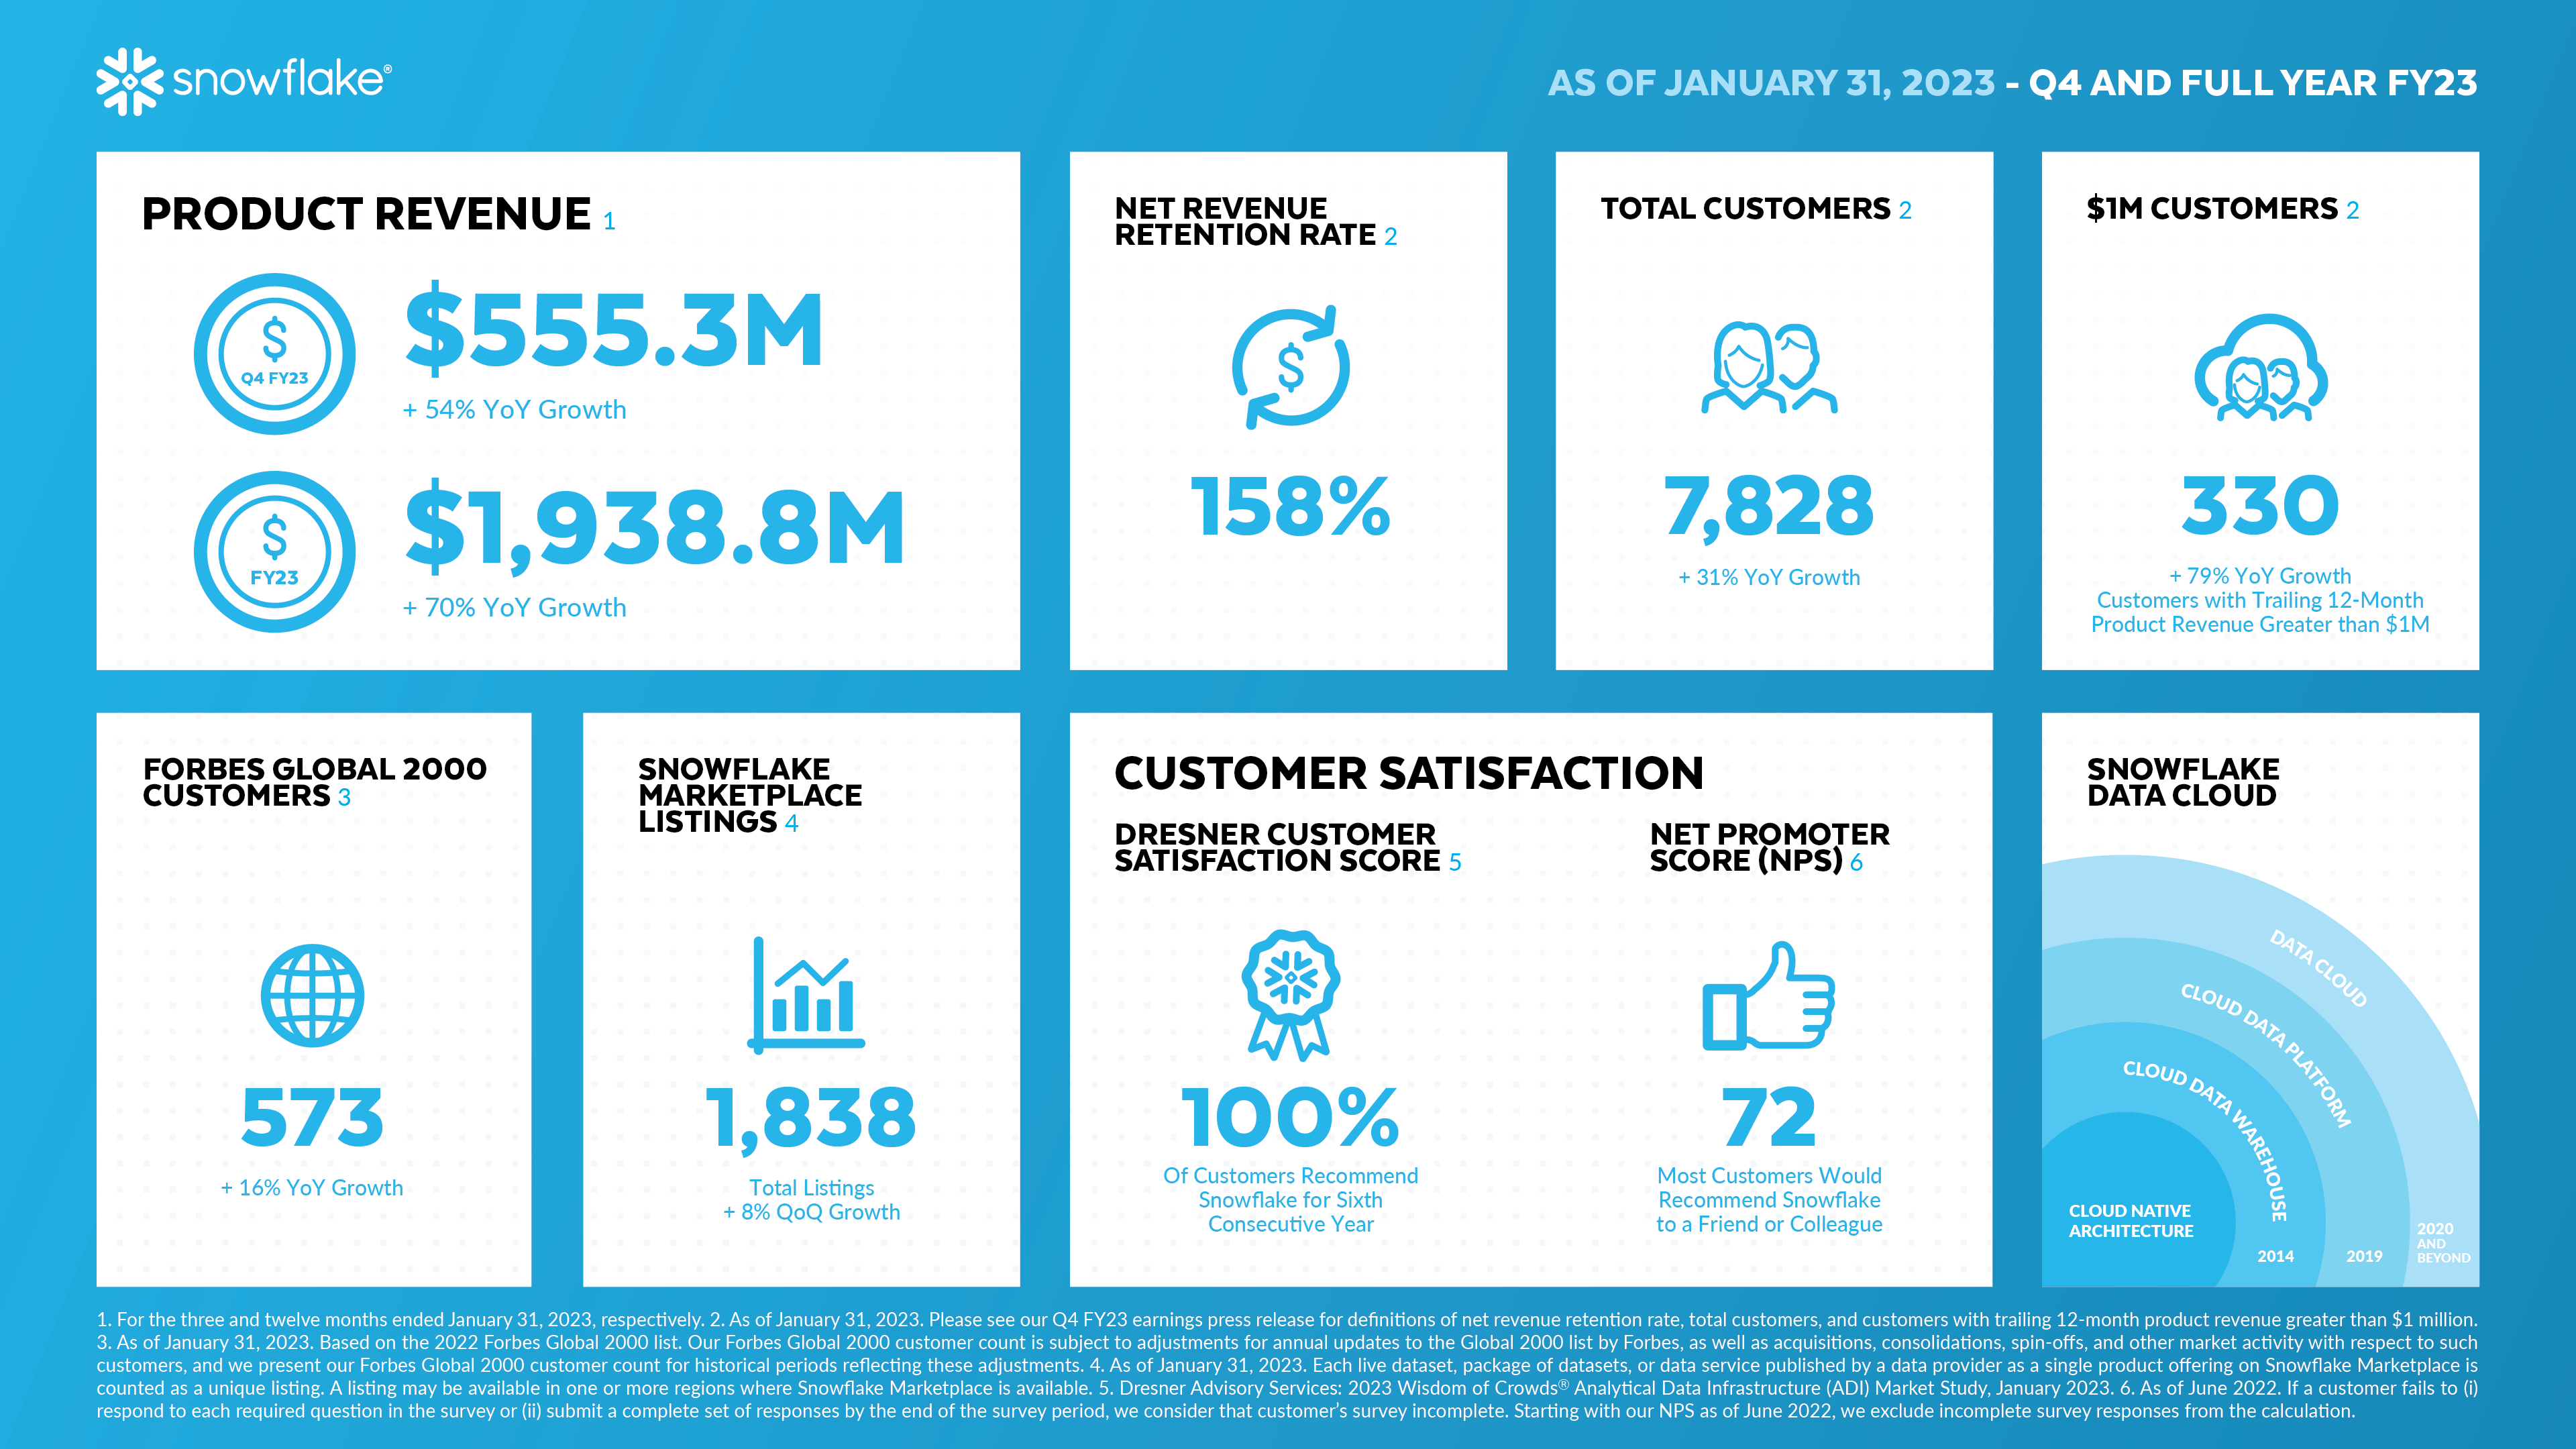 snowflake®
AS OF JANUARY 31, 2023 - Q4 AND FULL YEAR FY23
PRODUCT REVENUE 1
$
Q4 FY23
$555.3M
+ 54% YoY Growth
$
FY23
$1,938.8M
+ 70% YoY Growth
NET REVENUE
RETENTION RATE 2
$
158%
TOTAL CUSTOMERS 2
7,828
+ 31% YoY Growth
$1M CUSTOMERS 2
330
+ 79% YoY Growth
Customers with Trailing 12-Month
Product Revenue Greater than $1M
FORBES GLOBAL 2000
CUSTOMERS 3
573
+ 16% YoY Growth
SNOWFLAKE
MARKETPLACE
LISTINGS 4
1,838
Total Listings
+ 8% QoQ Growth
CUSTOMER SATISFACTION
DRESNER CUSTOMER
SATISFACTION SCORE 5
100%
Of Customers Recommend
Snowflake for Sixth
Consecutive Year
NET PROMOTER
SCORE (NPS) 6
72
Most Customers Would
Recommend Snowflake
to a Friend or Colleague
SNOWFLAKE
DATA CLOUD
DATA CLOUD
CLOUD DATA PLATFORM
CLOUD DATA WAREHOUSE
CLOUD NATIVE
ARCHITECTURE
2014
2019
2020
AND
BEYOND
1. For the three and twelve months ended January 31, 2023, respectively. 2. As of January 31, 2023. Please see our Q4 FY23 earnings press release for definitions of net revenue retention rate, total customers, and customers with trailing 12-month product revenue greater than $1 million.
3. As of January 31, 2023. Based on the 2022 Forbes Global 2000 list. Our Forbes Global 2000 customer count is subject to adjustments for annual updates to the Global 2000 list by Forbes, as well as acquisitions, consolidations, spin-offs, and other market activity with respect to such
customers, and we present our Forbes Global 2000 customer count for historical periods reflecting these adjustments. 4. As of January 31, 2023. Each live dataset, package of datasets, or data service published by a data provider as a single product offering on Snowflake Marketplace is
counted as a unique listing. A listing may be available in one or more regions where Snowflake Marketplace is available. 5. Dresner Advisory Services: 2023 Wisdom of Crowds® Analytical Data Infrastructure (ADI) Market Study, January 2023. 6. As of June 2022. If a customer fails to (i)
respond to each required question in the survey or (ii) submit a complete set of responses by the end of the survey period, we consider that customer's survey incomplete. Starting with our NPS as of June 2022, we exclude incomplete survey responses from the calculation.